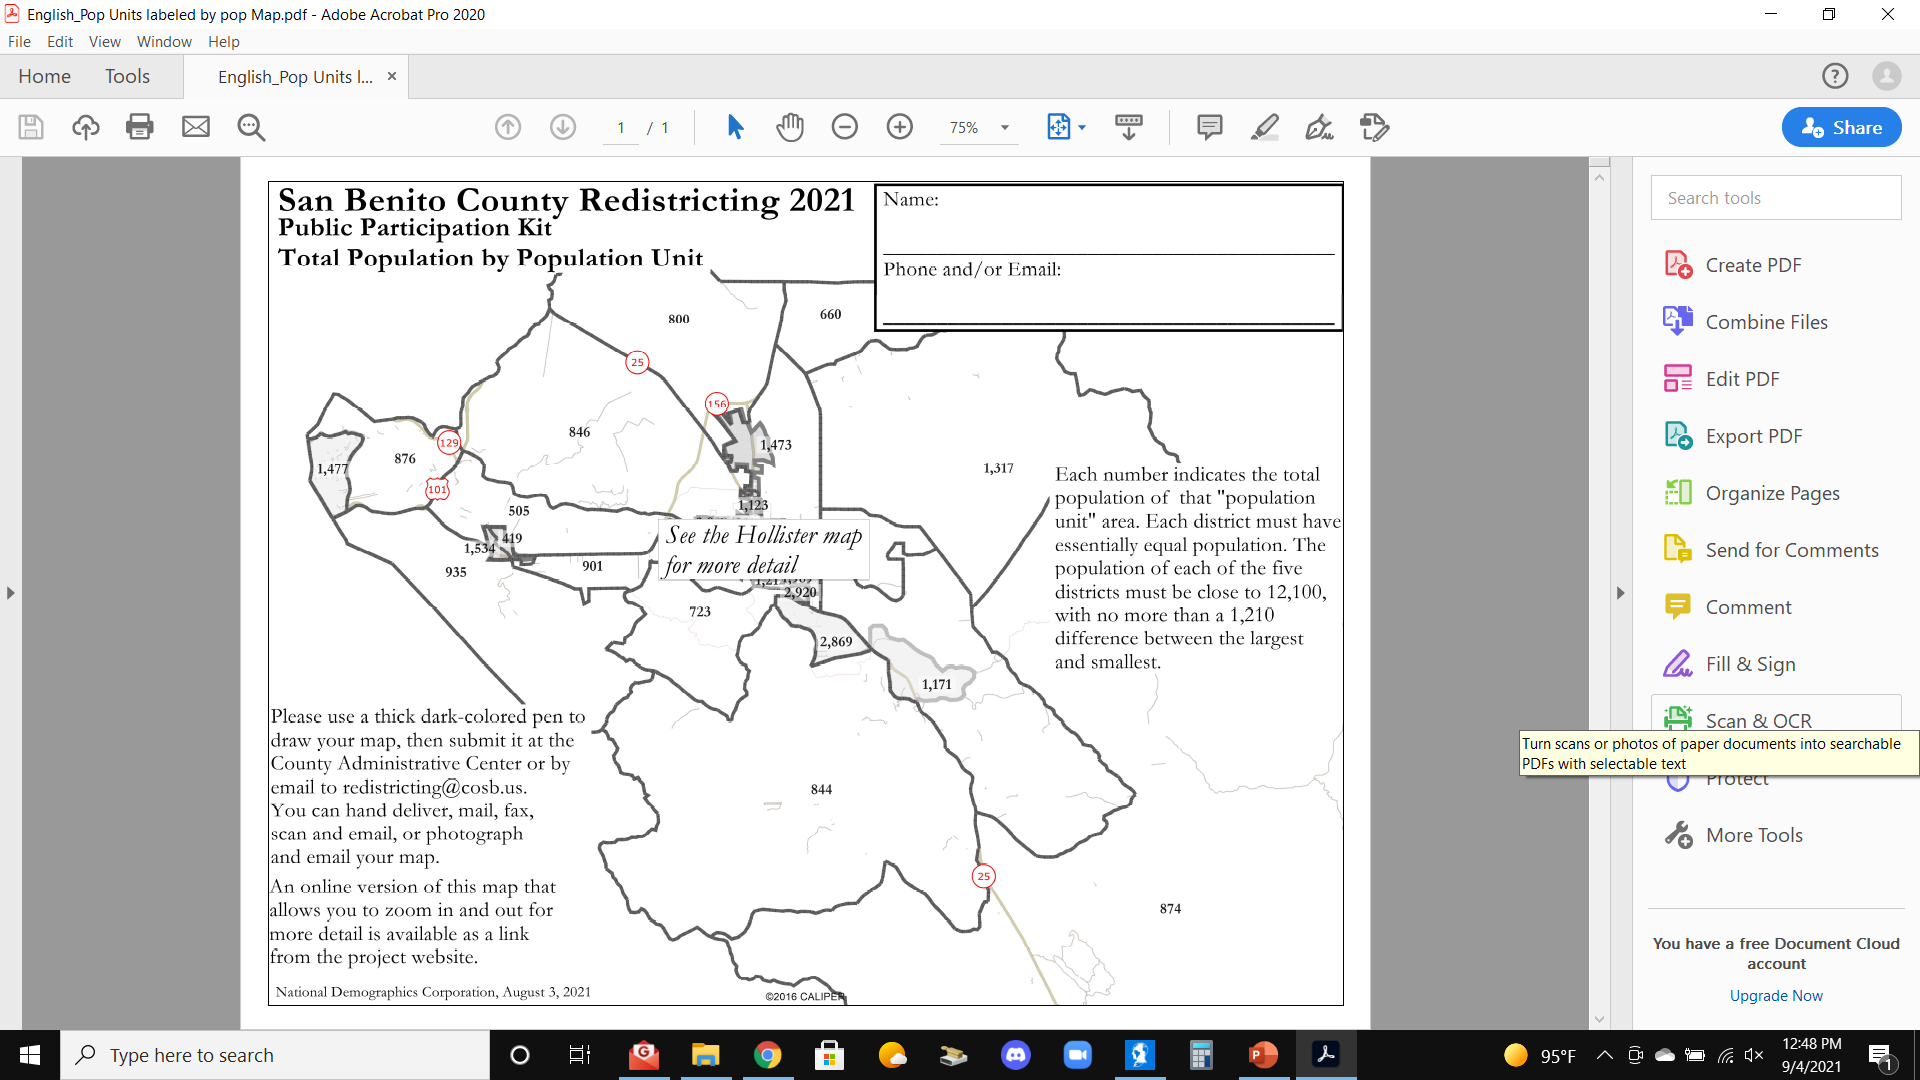 English_Pop Units labeled by pop Map.pdf - Adobe Acrobat Pro 2020
File Edit View Window Help
Home Tools English_Pop Units l... ×
1 / 1 75% Share
San Benito County Redistricting 2021
Public Participation Kit
Total Population by Population Unit
Name:
Phone and/or Email:
800
660
25
156
846
1,473
129
876
1,477
101
1,317
505
1,123
419
1,534
935
901
See the Hollister map
for more detail
2,920
723
2,869
1,171
844
25
874
Each number indicates the total
population of that "population
unit" area. Each district must have
essentially equal population. The
population of each of the five
districts must be close to 12,100,
with no more than a 1,210
difference between the largest
and smallest.
Please use a thick dark-colored pen to
draw your map, then submit it at the
County Administrative Center or by
email to redistricting@cosb.us.
You can hand deliver, mail, fax,
scan and email, or photograph
and email your map.
An online version of this map that
allows you to zoom in and out for
more detail is available as a link
from the project website.
National Demographics Corporation, August 3, 2021
©2016 CALIPER
Search tools
Create PDF
Combine Files
Edit PDF
Export PDF
Organize Pages
Send for Comments
Comment
Fill & Sign
Scan & OCR
Turn scans or photos of paper documents into searchable
PDFs with selectable text
Protect
More Tools
You have a free Document Cloud
account
Upgrade Now
Type here to search
95°F
12:48 PM
9/4/2021
1